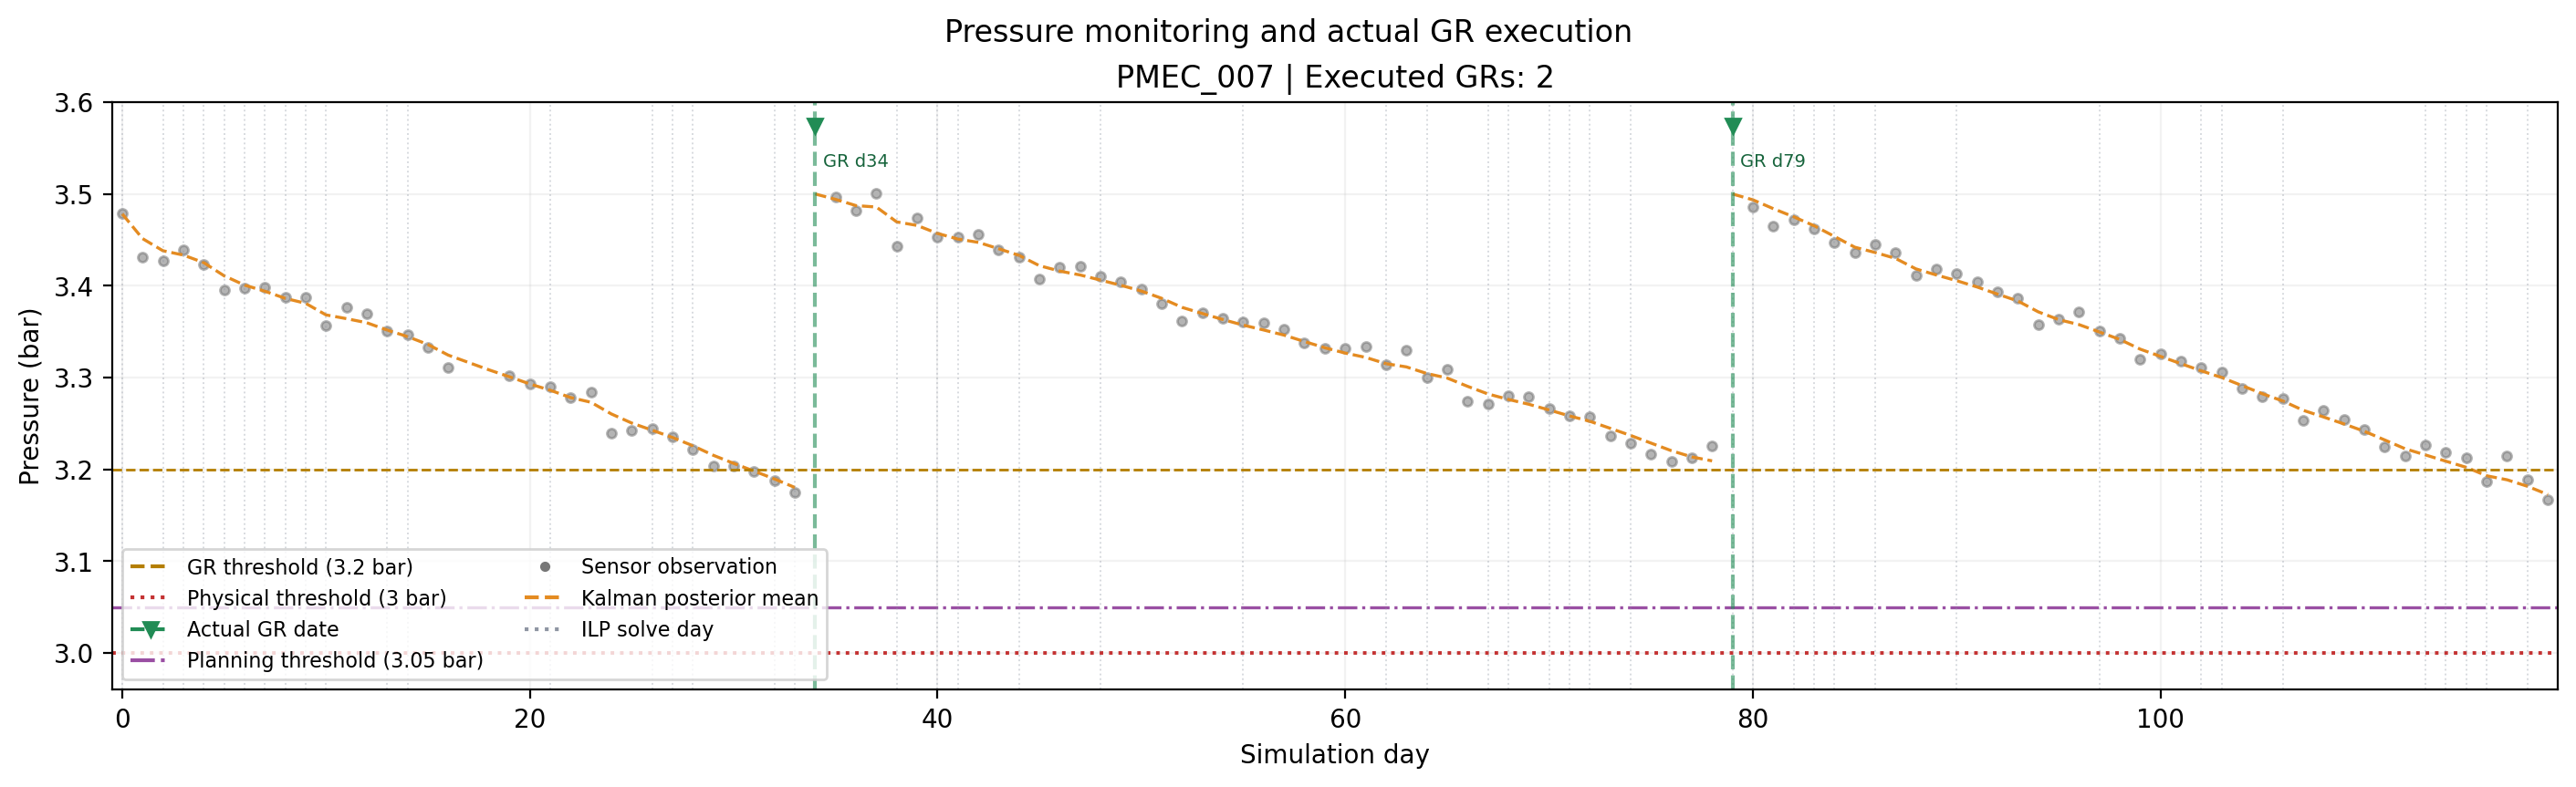 Pressure monitoring and actual GR execution
PMEC_007 | Executed GRs: 2
3.6
3.5
3.4
3.3
3.2
3.1
3.0
Pressure (bar)
GR d34
GR d79
GR threshold (3.2 bar)
Physical threshold (3 bar)
Actual GR date
Planning threshold (3.05 bar)
Sensor observation
Kalman posterior mean
ILP solve day
0 20 40 60 80 100
Simulation day